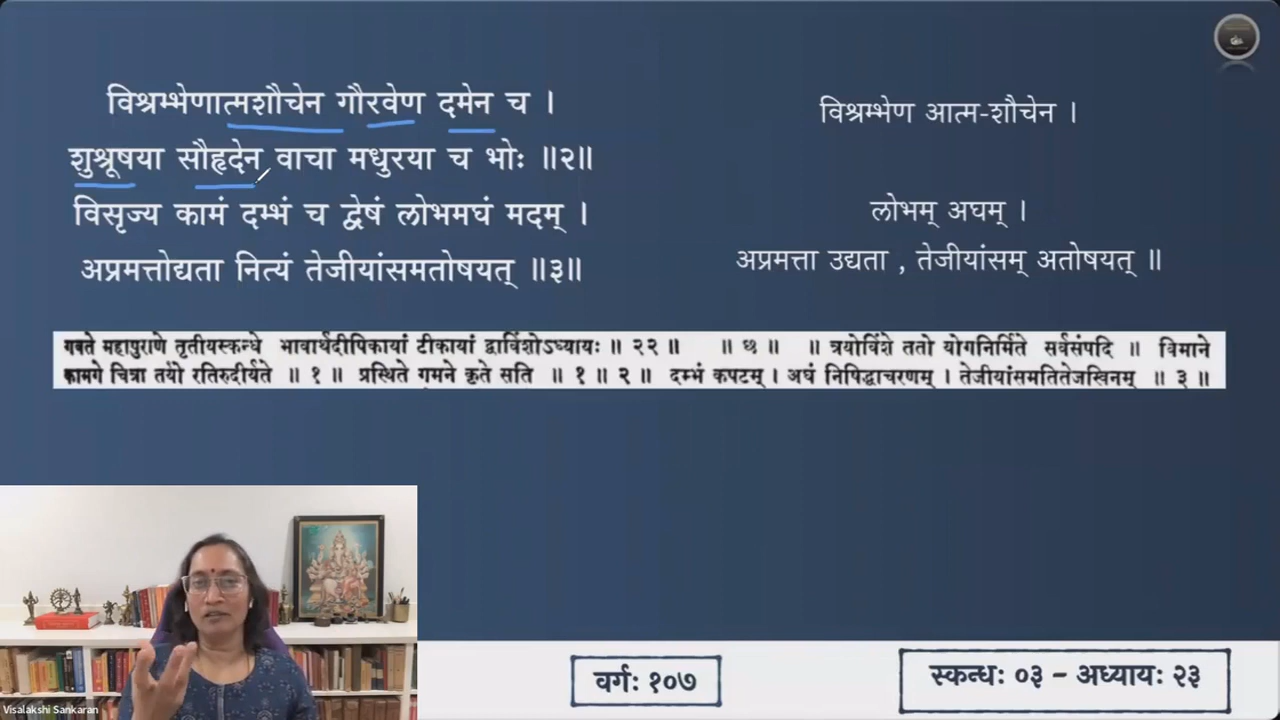 विश्रम्भेणात्मशौचेन गौरवेण दमेन च ।
शुश्रूषया सौहृदेन वाचा मधुरया च भोः ॥२॥
विसृज्य कामं दम्भं च द्वेषं लोभमघं मदम् ।
अप्रमत्तोद्यता नित्यं तेजीयांसमतोषयत् ॥३॥
विश्रम्भेण आत्म-शौचेन ।
लोभम् अघम् ।
अप्रमत्ता उद्यता , तेजीयांसम् अतोषयत् ॥
गवते महापुराणे तृतीयस्कन्धे भावार्थदीपिकायां टीकायां द्वाविंशोऽध्यायः ॥ २२ ॥ ॥ छ ॥ ॥ त्रयोविंशे ततो योगनिर्मिते सर्वसंपदि ॥ विमाने
कामगे चित्रा तयो रतिरुदीर्यते ॥ १ ॥ प्रस्थिते गमने कृते सति ॥ १ ॥ २ ॥ दम्भं कपटम् । अघं निषिद्धाचरणम् । तेजीयांसमतितेजस्विनम् ॥ ३ ॥
Visalakshi Sankaran
वर्गः १०७
स्कन्धः ०३ - अध्यायः २३